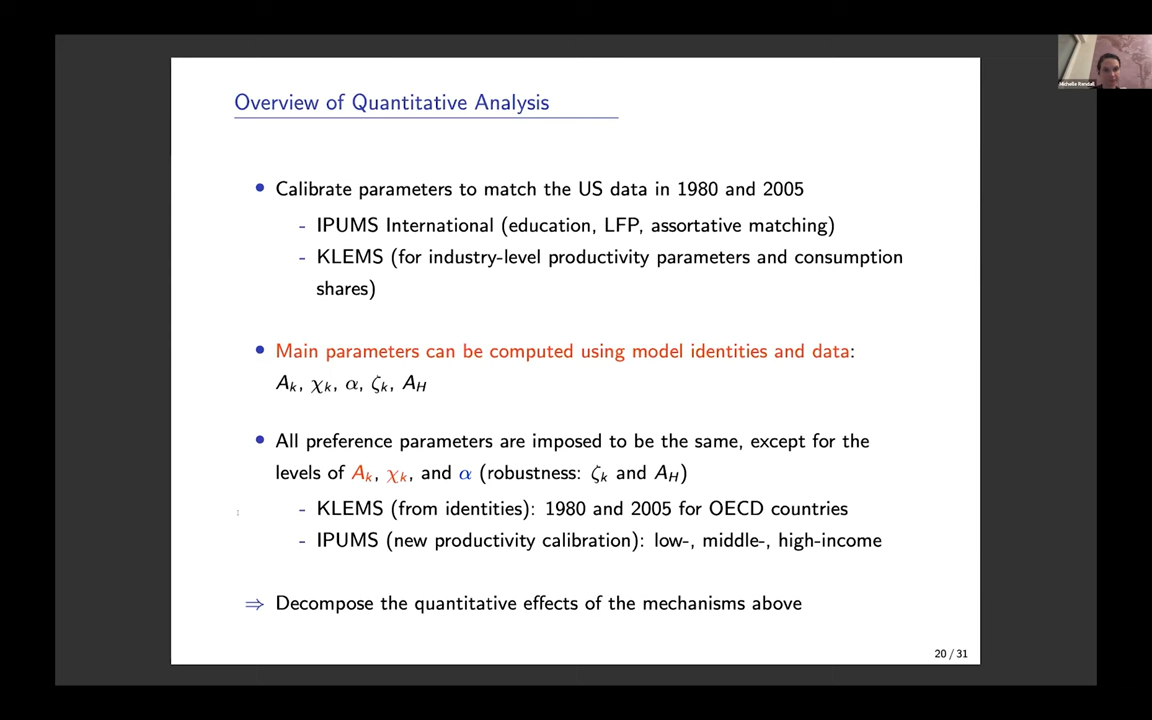 Overview of Quantitative Analysis
Michelle Rendall
• Calibrate parameters to match the US data in 1980 and 2005
- IPUMS International (education, LFP, assortative matching)
- KLEMS (for industry-level productivity parameters and consumption
shares)
• Main parameters can be computed using model identities and data:
A_k, χ_k, α, ζ_k, A_H
• All preference parameters are imposed to be the same, except for the
levels of A_k, χ_k, and α (robustness: ζ_k and A_H)
- KLEMS (from identities): 1980 and 2005 for OECD countries
- IPUMS (new productivity calibration): low-, middle-, high-income
⇒ Decompose the quantitative effects of the mechanisms above
20 / 31